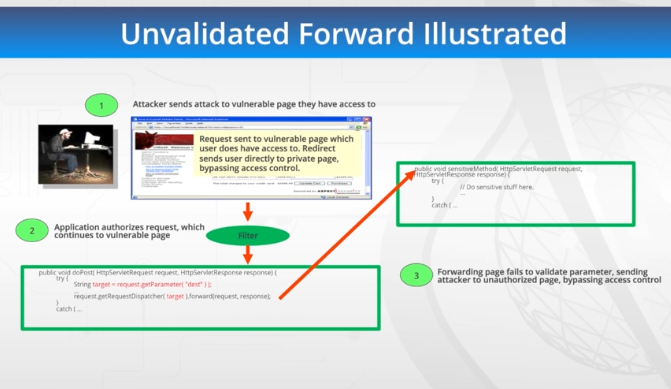 Unvalidated Forward Illustrated
1
Attacker sends attack to vulnerable page they have access to
Request sent to vulnerable page which
user does have access to. Redirect
sends user directly to private page,
bypassing access control.
2
Application authorizes request, which
continues to vulnerable page
Filter
public void doPost( HttpServletRequest request, HttpServletResponse response) {
try {
String target = request.getParameter( "dest" ) );
...
request.getRequestDispatcher( target ).forward(request, response);
}
catch ( ...
public void sensitiveMethod( HttpServletRequest request,
HttpServletResponse response) {
try {
// Do sensitive stuff here.
...
}
catch ( ...
3
Forwarding page fails to validate parameter, sending
attacker to unauthorized page, bypassing access control